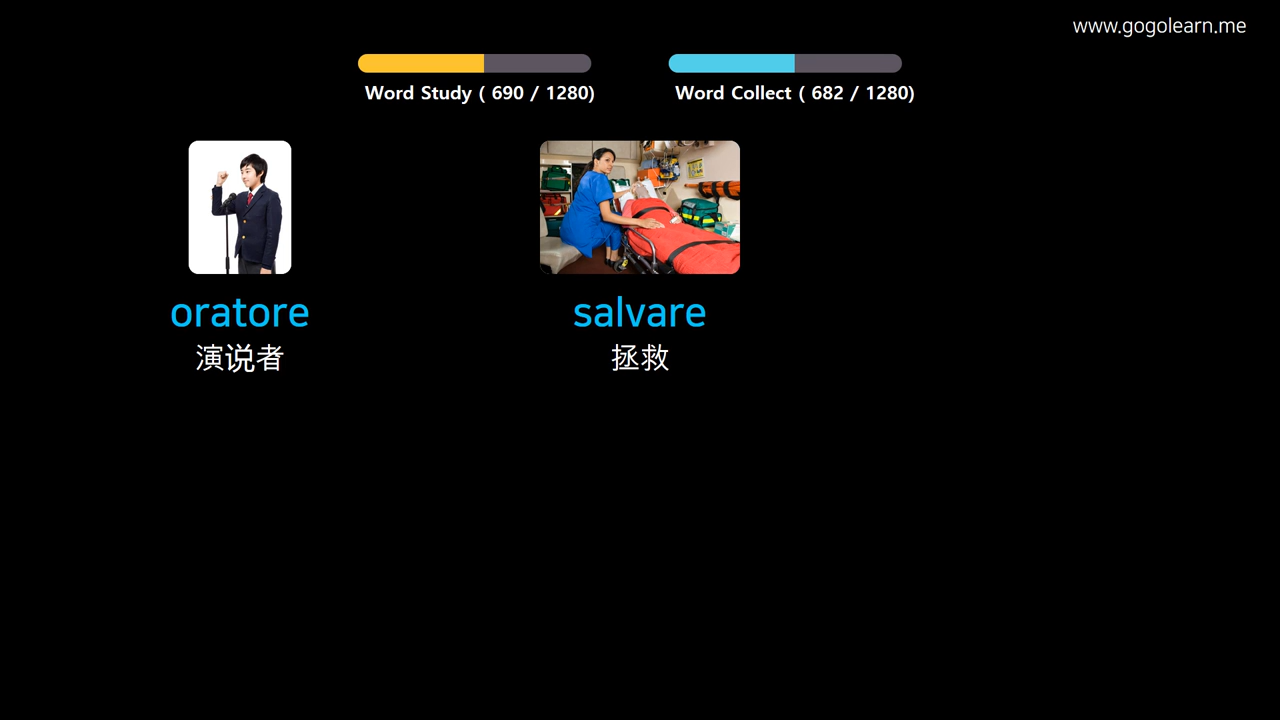 www.gogolearn.me
Word Study ( 690 / 1280)
Word Collect ( 682 / 1280)
oratore
演说者
salvare
拯救